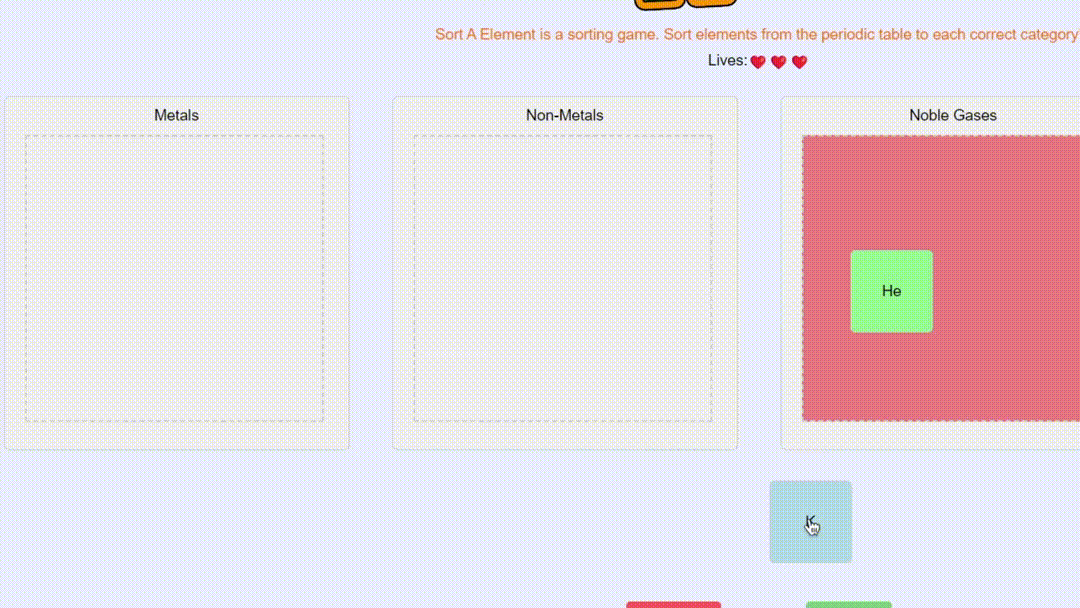 Sort A Element is a sorting game. Sort elements from the periodic table to each correct category
Lives:
Metals
Non-Metals
Noble Gases
He
K